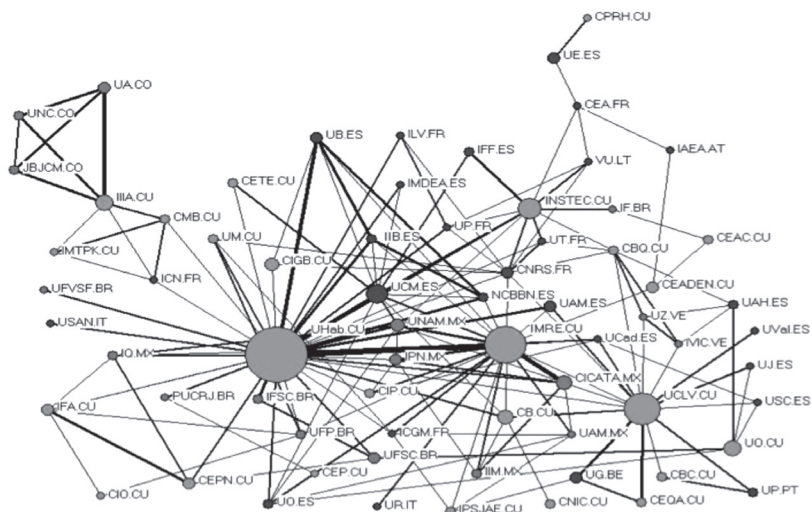 CPRH.CU
UE.ES
UA.CO
CEA.FR
UNC.CO
UB.ES
ILV.FR
IFF.ES
IAEA.AT
VU.LT
JBJCM.CO
CETE.CU
IMDEA.ES
IIIA.CU
INSTEC.CU
IF.BR
CMB.CU
UP.FR
UM.CU
IIB.ES
UT.FR
CEAC.CU
IMTPK.CU
CIGB.CU
CBQ.CU
ICN.FR
CNRS.FR
UFVSF.BR
UCM.ES
NCBBN.ES
CEADEN.CU
UAM.ES
UAH.ES
USAN.IT
UHab.CU
UNAM.MX
IMRE.CU
UZ.VE
UCad.ES
IVIC.VE
UVal.ES
IQ.MX
IPN.MX
UJ.ES
CICATA.MX
PUCRJ.BR
IFSC.BR
CIP.CU
UCLV.CU
USC.ES
IFA.CU
CB.CU
UFP.BR
ICGM.FR
UAM.MX
UO.CU
UFSC.BR
CEP.CU
IIM.MX
UG.BE
CBC.CU
CEPN.CU
UP.PT
CIO.CU
UO.ES
UR.IT
IPSJAE.CU
CNIC.CU
CEQA.CU